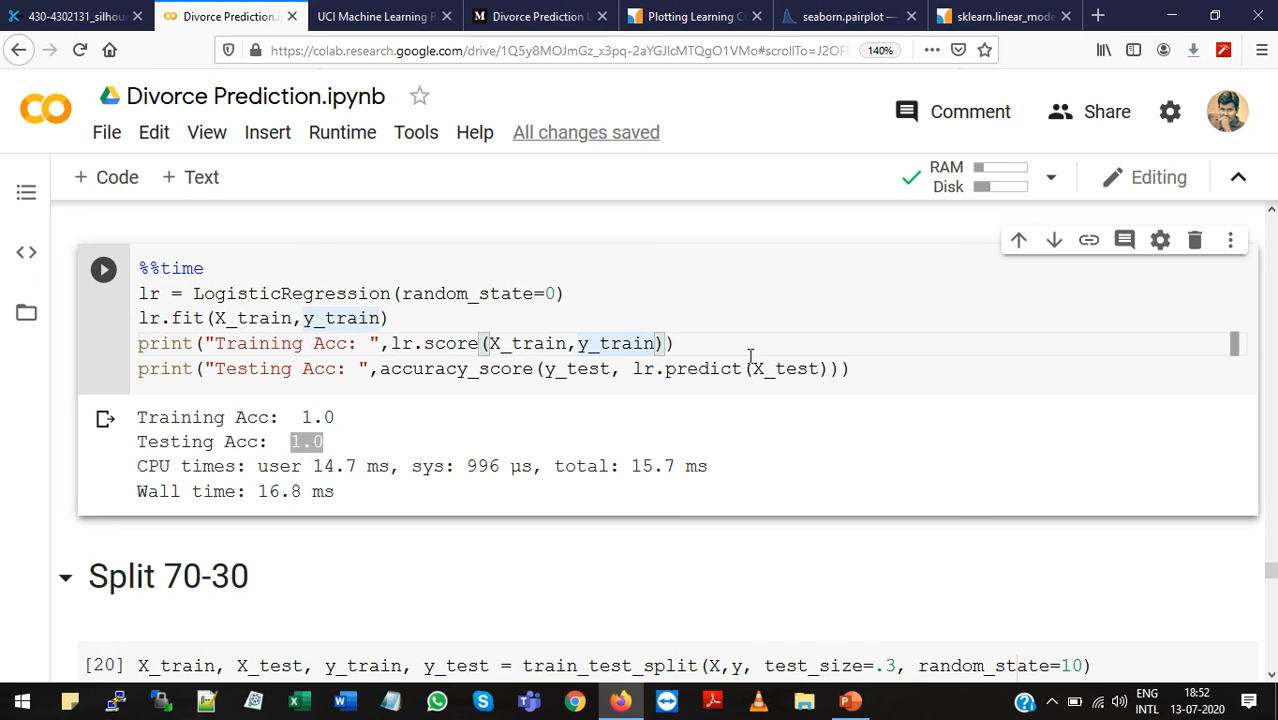 430-4302131_silhou
Divorce Prediction.ip
UCI Machine Learning R
Divorce Prediction U
Plotting Learning C
seaborn.pairplot —
sklearn.linear_mode
https://colab.research.google.com/drive/1Q5y8MOJmGz_x3pq-2aYGJlcMTQgO1VMo#scrollTo=J2OFE
140%
Divorce Prediction.ipynb
Comment
Share
File Edit View Insert Runtime Tools Help All changes saved
+ Code + Text
RAM
Disk
Editing
%%time
lr = LogisticRegression(random_state=0)
lr.fit(X_train,y_train)
print("Training Acc: ",lr.score(X_train,y_train))
print("Testing Acc: ",accuracy_score(y_test, lr.predict(X_test)))
Training Acc:  1.0
Testing Acc:  1.0
CPU times: user 14.7 ms, sys: 996 µs, total: 15.7 ms
Wall time: 16.8 ms
Split 70-30
[20] X_train, X_test, y_train, y_test = train_test_split(X,y, test_size=.3, random_state=10)
ENG
INTL
18:52
13-07-2020